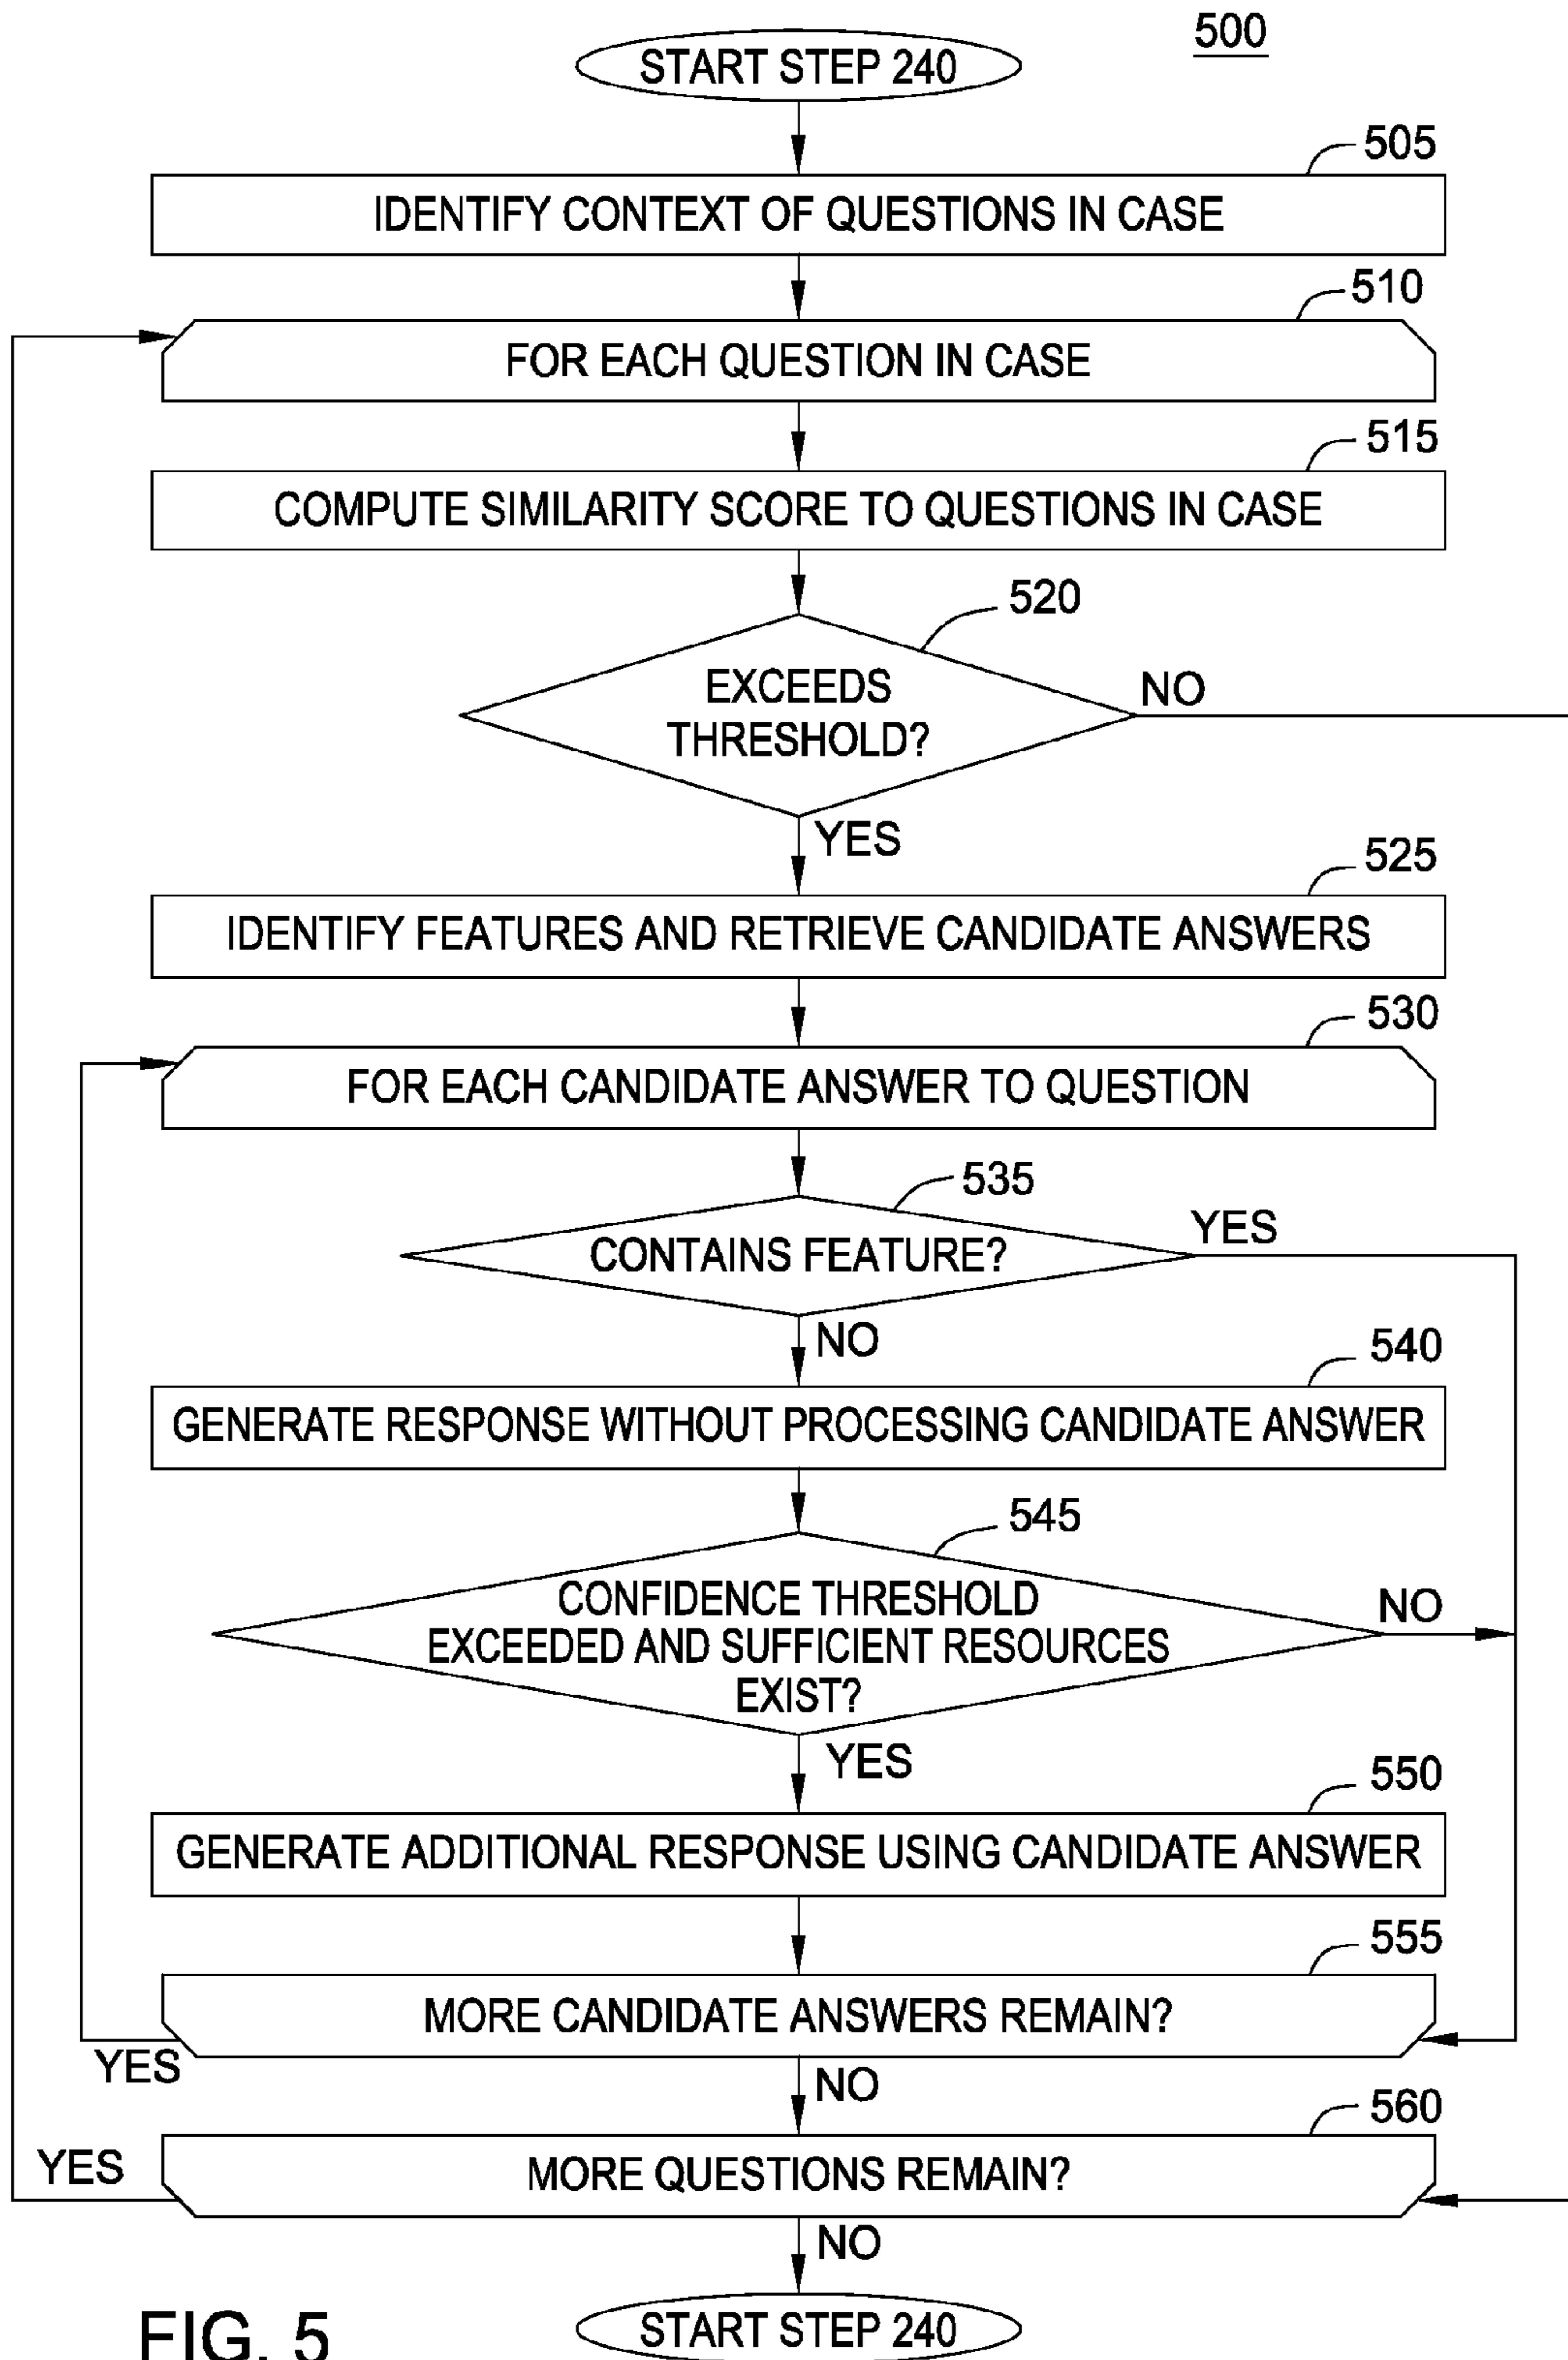 500
START STEP 240
505
IDENTIFY CONTEXT OF QUESTIONS IN CASE
510
FOR EACH QUESTION IN CASE
515
COMPUTE SIMILARITY SCORE TO QUESTIONS IN CASE
520
EXCEEDS
THRESHOLD?
NO
YES
525
IDENTIFY FEATURES AND RETRIEVE CANDIDATE ANSWERS
530
FOR EACH CANDIDATE ANSWER TO QUESTION
535
CONTAINS FEATURE?
YES
NO
540
GENERATE RESPONSE WITHOUT PROCESSING CANDIDATE ANSWER
545
CONFIDENCE THRESHOLD
EXCEEDED AND SUFFICIENT RESOURCES
EXIST?
NO
YES
550
GENERATE ADDITIONAL RESPONSE USING CANDIDATE ANSWER
555
MORE CANDIDATE ANSWERS REMAIN?
YES
NO
560
MORE QUESTIONS REMAIN?
YES
NO
START STEP 240
FIG. 5